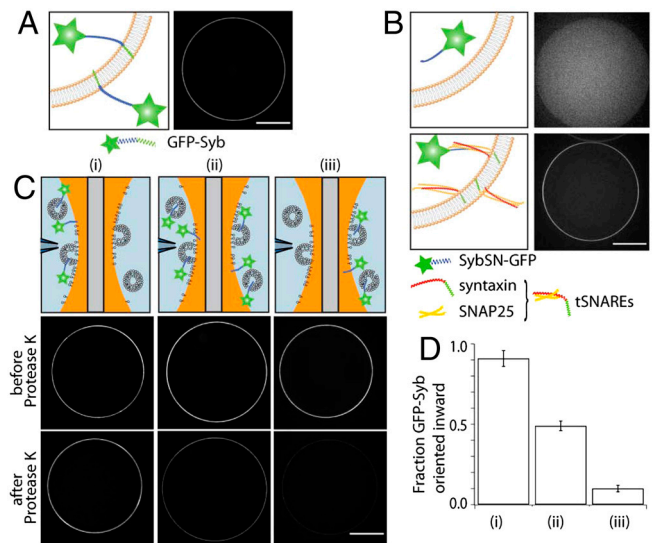 A
GFP-Syb
B
SybSN-GFP
syntaxin
SNAP25
tSNAREs
C
(i)
(ii)
(iii)
before
Protease K
after
Protease K
D
Fraction GFP-Syb
oriented inward
1.0
0.5
0.0
(i)
(ii)
(iii)